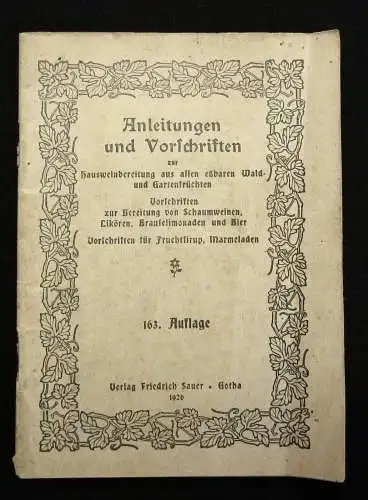 Anleitungen
und Vorschriften
zur
Hausweinbereitung aus allen eßbaren Wald-
und Gartenfrüchten
Vorschriften
zur Bereitung von Schaumweinen,
Likören, Brauselimonaden und Bier
Vorschriften für Fruchtsirup, Marmeladen
163. Auflage
Verlag Friedrich Sauer • Gotha
1926